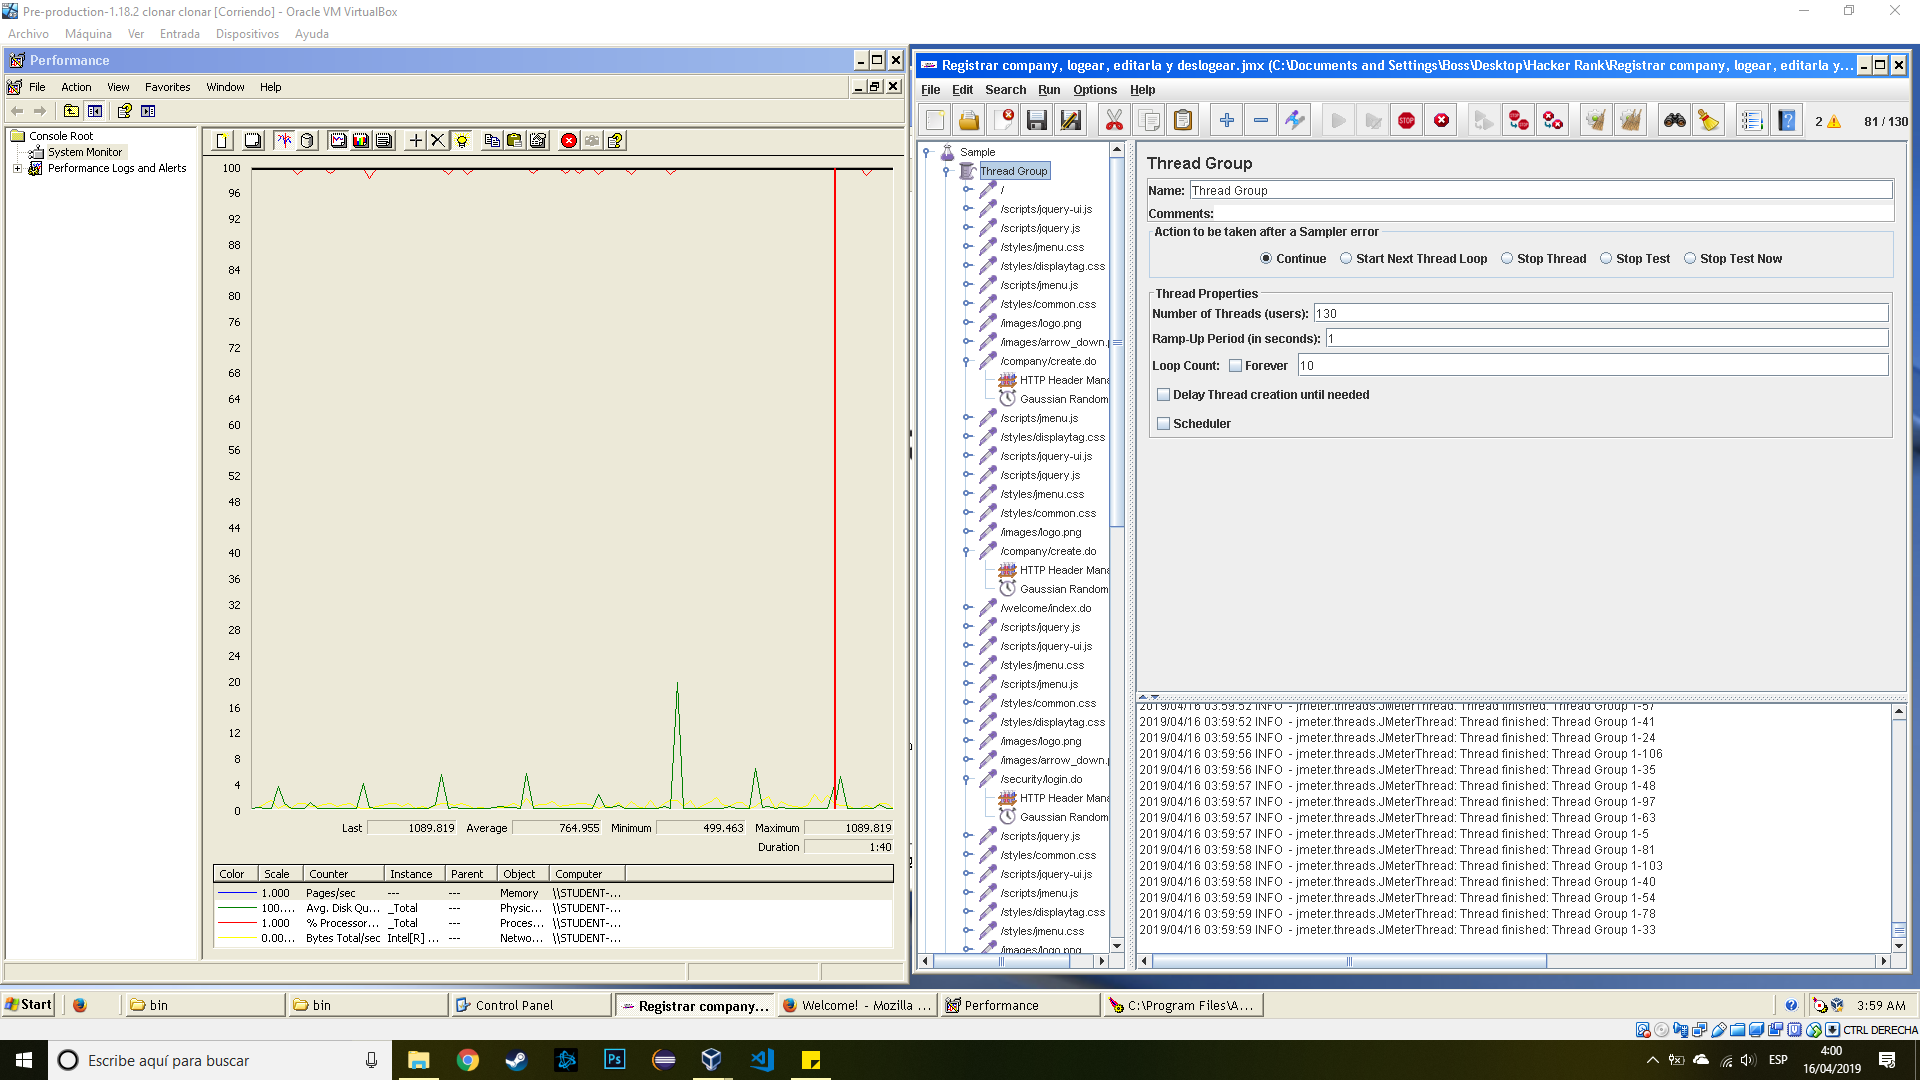 Pre-production-1.18.2 clonar clonar [Corriendo] - Oracle VM VirtualBox
Archivo Máquina Ver Entrada Dispositivos Ayuda
Performance
File Action View Favorites Window Help
Console Root
System Monitor
Performance Logs and Alerts
100
96
92
88
84
80
76
72
68
64
60
56
52
48
44
40
36
32
28
24
20
16
12
8
4
0
Last 1089.819 Average 764.955 Minimum 499.463 Maximum 1089.819
Duration 1:40
Color Scale Counter Instance Parent Object Computer
1.000 Pages/sec --- --- Memory \\STUDENT-...
100.... Avg. Disk Qu... _Total --- Physic... \\STUDENT-...
1.000 % Processor... _Total --- Proces... \\STUDENT-...
0.00... Bytes Total/sec Intel[R] ... --- Netwo... \\STUDENT-...
Registrar company, logear, editarla y deslogear.jmx (C:\Documents and Settings\Boss\Desktop\Hacker Rank\Registrar company, logear, editarla y...
File Edit Search Run Options Help
STOP
2 81 / 130
Sample
Thread Group
/
/scripts/jquery-ui.js
/scripts/jquery.js
/styles/jmenu.css
/styles/displaytag.css
/scripts/jmenu.js
/styles/common.css
/images/logo.png
/images/arrow_down.
/company/create.do
HTTP Header Mana
Gaussian Random
/scripts/jmenu.js
/styles/displaytag.css
/scripts/jquery-ui.js
/scripts/jquery.js
/styles/jmenu.css
/styles/common.css
/images/logo.png
/company/create.do
HTTP Header Mana
Gaussian Random
/welcome/index.do
/scripts/jquery.js
/scripts/jquery-ui.js
/styles/jmenu.css
/scripts/jmenu.js
/styles/common.css
/styles/displaytag.css
/images/logo.png
/images/arrow_down.
/security/login.do
HTTP Header Mana
Gaussian Random
/scripts/jquery.js
/styles/common.css
/scripts/jquery-ui.js
/scripts/jmenu.js
/styles/displaytag.css
/styles/jmenu.css
/images/logo.png
Thread Group
Name: Thread Group
Comments:
Action to be taken after a Sampler error
Continue Start Next Thread Loop Stop Thread Stop Test Stop Test Now
Thread Properties
Number of Threads (users): 130
Ramp-Up Period (in seconds): 1
Loop Count: Forever 10
Delay Thread creation until needed
Scheduler
2019/04/16 03:59:52 INFO - jmeter.threads.JMeterThread: Thread finished: Thread Group 1-57
2019/04/16 03:59:52 INFO - jmeter.threads.JMeterThread: Thread finished: Thread Group 1-41
2019/04/16 03:59:55 INFO - jmeter.threads.JMeterThread: Thread finished: Thread Group 1-24
2019/04/16 03:59:56 INFO - jmeter.threads.JMeterThread: Thread finished: Thread Group 1-106
2019/04/16 03:59:56 INFO - jmeter.threads.JMeterThread: Thread finished: Thread Group 1-35
2019/04/16 03:59:57 INFO - jmeter.threads.JMeterThread: Thread finished: Thread Group 1-48
2019/04/16 03:59:57 INFO - jmeter.threads.JMeterThread: Thread finished: Thread Group 1-97
2019/04/16 03:59:57 INFO - jmeter.threads.JMeterThread: Thread finished: Thread Group 1-63
2019/04/16 03:59:57 INFO - jmeter.threads.JMeterThread: Thread finished: Thread Group 1-5
2019/04/16 03:59:58 INFO - jmeter.threads.JMeterThread: Thread finished: Thread Group 1-81
2019/04/16 03:59:58 INFO - jmeter.threads.JMeterThread: Thread finished: Thread Group 1-103
2019/04/16 03:59:58 INFO - jmeter.threads.JMeterThread: Thread finished: Thread Group 1-40
2019/04/16 03:59:59 INFO - jmeter.threads.JMeterThread: Thread finished: Thread Group 1-54
2019/04/16 03:59:59 INFO - jmeter.threads.JMeterThread: Thread finished: Thread Group 1-78
2019/04/16 03:59:59 INFO - jmeter.threads.JMeterThread: Thread finished: Thread Group 1-33
Start bin bin Control Panel Registrar company... Welcome! - Mozilla ... Performance C:\Program Files\A... 3:59 AM
CTRL DERECHA
Escribe aquí para buscar
Ps
ESP
4:00
16/04/2019